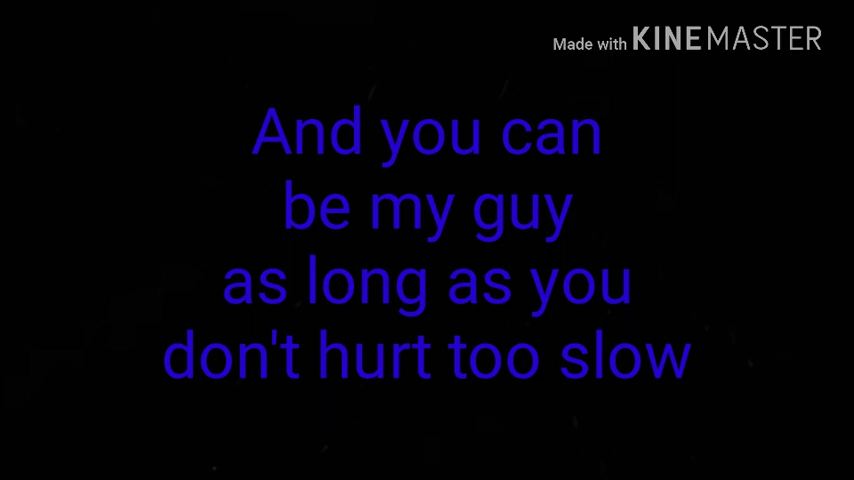 Made with KINEMASTER
And you can
be my guy
as long as you
don't hurt too slow